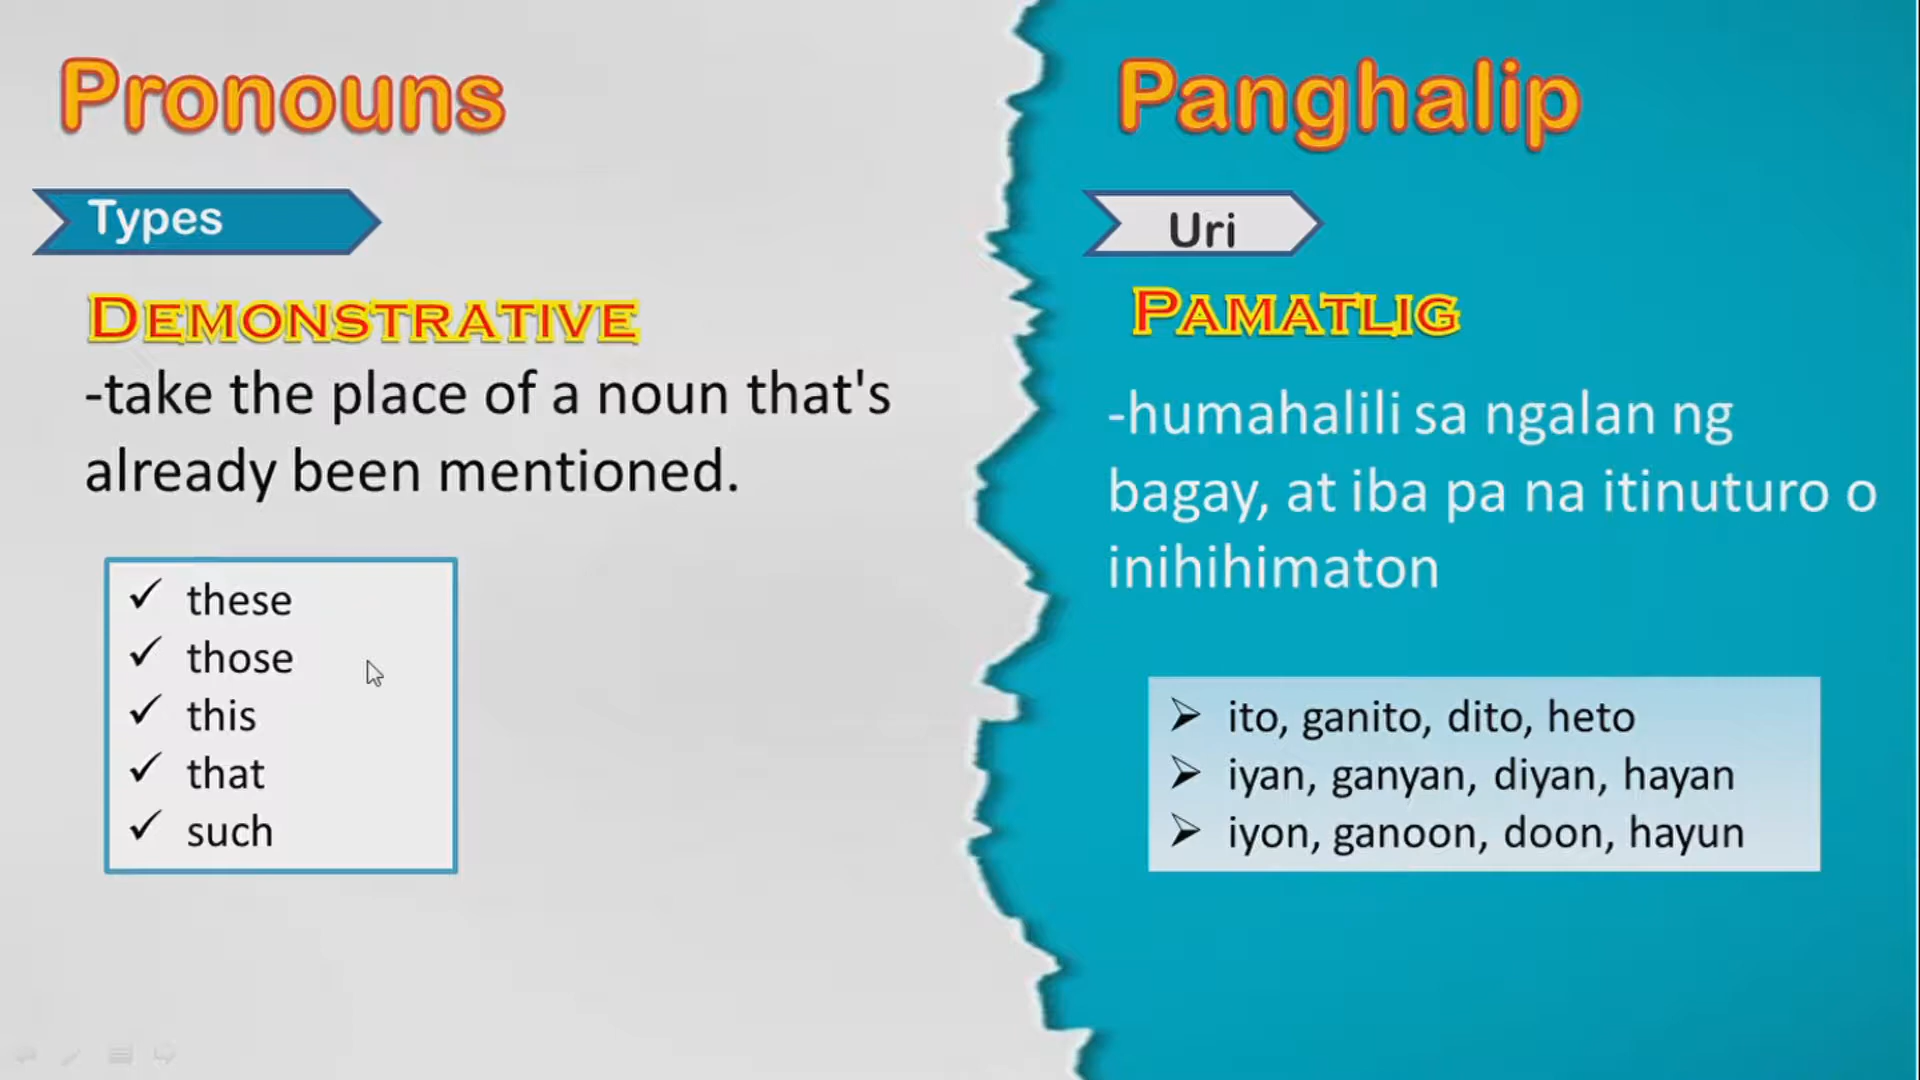 Pronouns
Types
DEMONSTRATIVE
-take the place of a noun that's
already been mentioned.
✓ these
✓ those
✓ this
✓ that
✓ such
Panghalip
Uri
PAMATLIG
-humahalili sa ngalan ng
bagay, at iba pa na itinuturo o
inihihimaton
➢ ito, ganito, dito, heto
➢ iyan, ganyan, diyan, hayan
➢ iyon, ganoon, doon, hayun